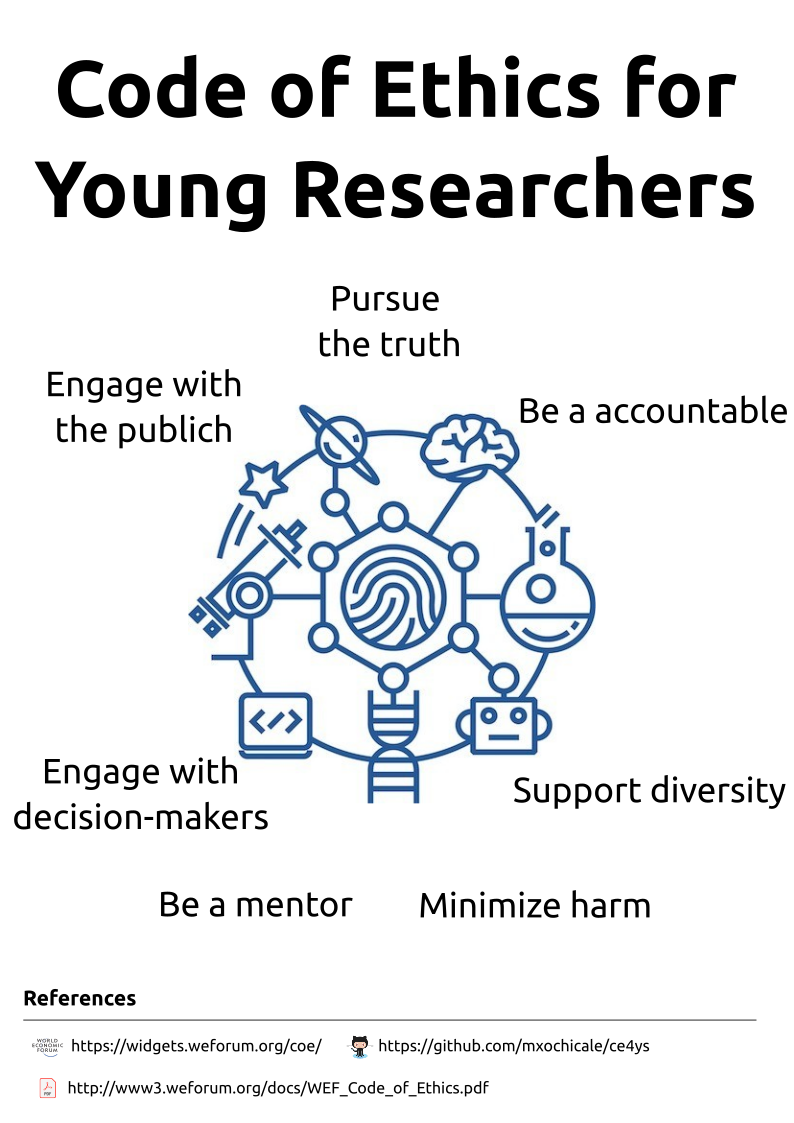 Code of Ethics for
Young Researchers
Pursue
the truth
Engage with
the publich
Be a accountable
</>
Engage with
decision-makers
Support diversity
Be a mentor
Minimize harm
References
WORLD
ECONOMIC
FORUM
https://widgets.weforum.org/coe/
https://github.com/mxochicale/ce4ys
PDF
http://www3.weforum.org/docs/WEF_Code_of_Ethics.pdf